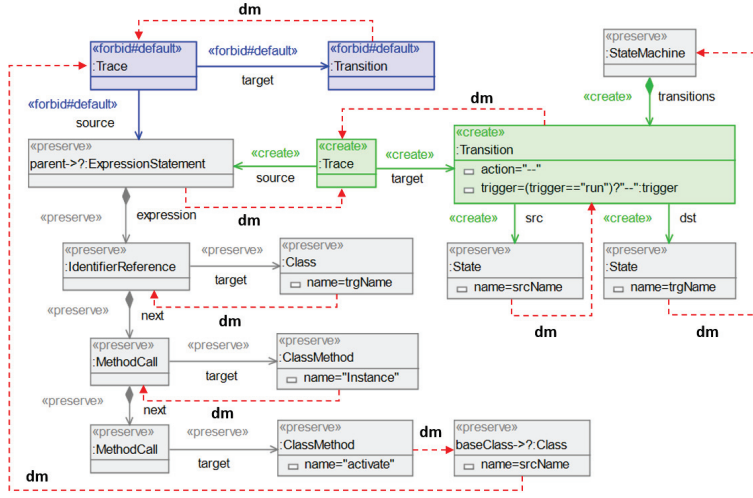 dm
«forbid#default»
:Trace
«forbid#default»
target
«forbid#default»
:Transition
«preserve»
:StateMachine
«forbid#default»
source
dm
«create»
transitions
«preserve»
parent->?:ExpressionStatement
«create»
source
«create»
:Trace
«create»
target
«create»
:Transition
action="--"
trigger=(trigger=="run")?"--":trigger
«preserve»
expression
dm
«create»
src
«create»
dst
«preserve»
:IdentifierReference
«preserve»
target
«preserve»
:Class
name=trgName
«preserve»
:State
name=srcName
«preserve»
:State
name=trgName
«preserve»
next
dm
dm
dm
«preserve»
:MethodCall
«preserve»
target
«preserve»
:ClassMethod
name="Instance"
«preserve»
next
dm
«preserve»
:MethodCall
«preserve»
target
«preserve»
:ClassMethod
name="activate"
dm
«preserve»
baseClass->?:Class
name=srcName
dm